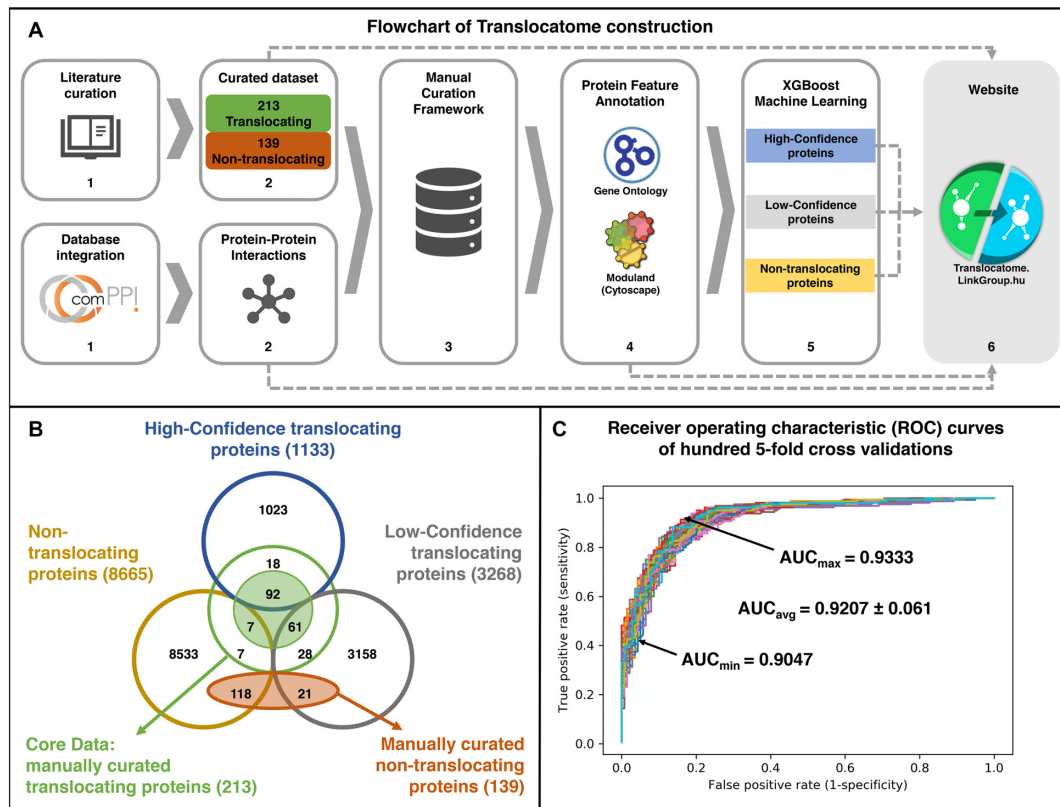 A
Flowchart of Translocatome construction
Literature
curation
1
Curated dataset
213
Translocating
139
Non-translocating
2
Database
integration
comPPI
1
Protein-Protein
Interactions
2
Manual
Curation
Framework
3
Protein Feature
Annotation
Gene Ontology
Moduland
(Cytoscape)
4
XGBoost
Machine Learning
High-Confidence
proteins
Low-Confidence
proteins
Non-translocating
proteins
5
Website
Translocatome.
LinkGroup.hu
6
B
High-Confidence translocating
proteins (1133)
Non-
translocating
proteins (8665)
Low-Confidence
translocating
proteins (3268)
1023
18
92
7
61
8533
7
28
3158
118
21
Core Data:
manually curated
translocating proteins (213)
Manually curated
non-translocating
proteins (139)
C
Receiver operating characteristic (ROC) curves
of hundred 5-fold cross validations
True positive rate (sensitivity)
1.0
0.8
0.6
0.4
0.2
0.0
AUCmax = 0.9333
AUCavg = 0.9207 ± 0.061
AUCmin = 0.9047
0.0 0.2 0.4 0.6 0.8 1.0
False positive rate (1-specificity)